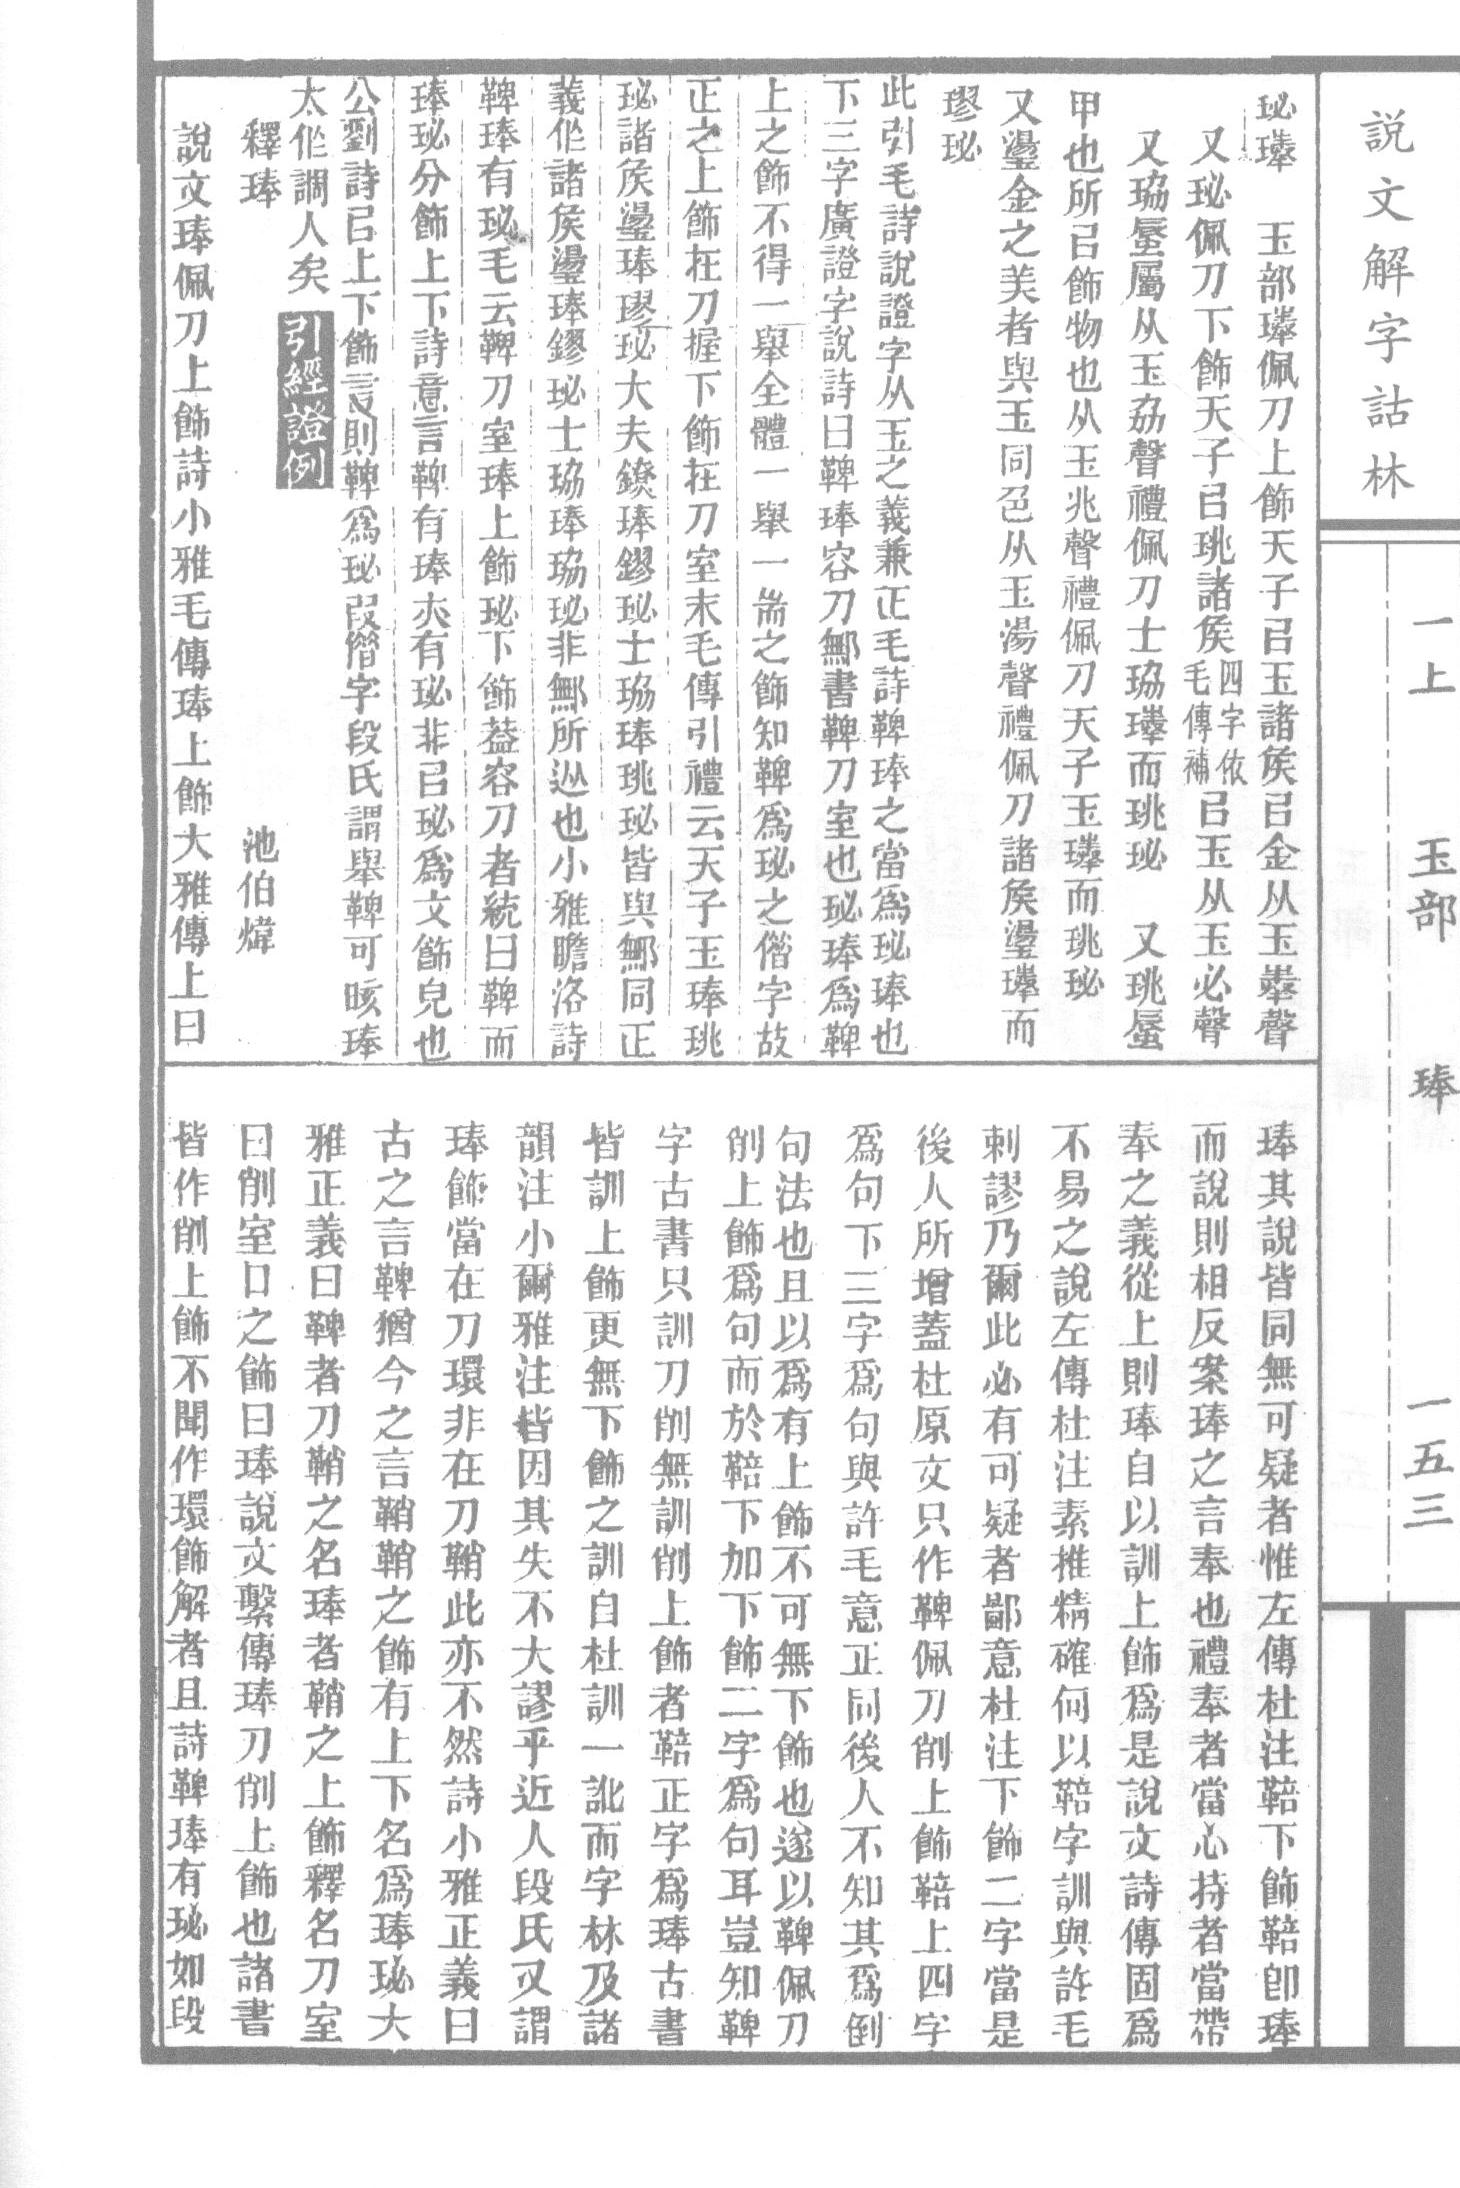 說文解字詁林
一上
玉部
琫
一五三
珌琫　玉部琫佩刀上飾天子㠯玉諸矦㠯金从玉奉聲
又珌佩刀下飾天子㠯珧諸矦四字依毛傳補㠯玉从玉必聲
又珕蜃屬从玉劦聲禮佩刀士珕琫而珧珌　又珧蜃
甲也所㠯飾物也从玉兆聲禮佩刀天子玉琫而珧珌
又璗金之美者與玉同色从玉湯聲禮佩刀諸矦璗琫而
璆珌
此引毛詩說證字从玉之義兼正毛詩鞞琫之當爲珌琫也
下三字廣證字說詩曰鞞琫容刀鄦書鞞刀室也珌琫爲鞞
上之飾不得一舉全體一舉一耑之飾知鞞爲珌之偕字故
正之上飾在刀握下飾在刀室末毛傳引禮云天子玉琫珧
珌諸矦璗琫璆珌大夫鐐琫鏐珌士珕琫珧珌皆與鄦同正
義作諸矦璗琫鏐珌士珕琫珕珌非鄦所𨒪也小雅瞻洛詩
鞞琫有珌毛云鞞刀室琫上飾珌下飾葢容刀者統曰鞞而
琫珌分飾上下詩意言鞞有琫亦有珌非㠯珌爲文飾皃也
公劉詩㠯上下飾言則鞞爲珌叚借字段氏謂舉鞞可晐琫
太作調人矣　引經證例
釋琫　池伯煒
說文琫佩刀上飾詩小雅毛傳琫上飾大雅傳上曰
琫其說皆同無可疑者惟左傳杜注鞛下飾鞛卽琫
而說則相反案琫之言奉也禮奉者當心持者當帶
奉之義從上則琫自以訓上飾爲是說文詩傳固爲
不易之說左傳杜注素推精確何以鞛字訓與許毛
刺謬乃爾此必有可疑者鄙意杜注下飾二字當是
後人所增蓋杜原文只作鞞佩刀削上飾鞛上四字
爲句下三字爲句與許毛意正同後人不知其爲倒
句法也且以爲有上飾不可無下飾也遂以鞞佩刀
削上飾爲句而於鞛下加下飾二字爲句耳豈知鞞
字古書只訓刀削無訓削上飾者鞛正字爲琫古書
皆訓上飾更無下飾之訓自杜訓一訛而字林及諸
韻注小爾雅注皆因其失不大謬乎近人段氏又謂
琫飾當在刀環非在刀鞘此亦不然詩小雅正義曰
古之言鞞猶今之言鞘鞘之飾有上下名爲琫珌大
雅正義曰鞞者刀鞘之名琫者鞘之上飾釋名刀室
曰削室口之飾曰琫說文繫傳琫刀削上飾也諸書
皆作削上飾不聞作環飾解者且詩鞞琫有珌如段